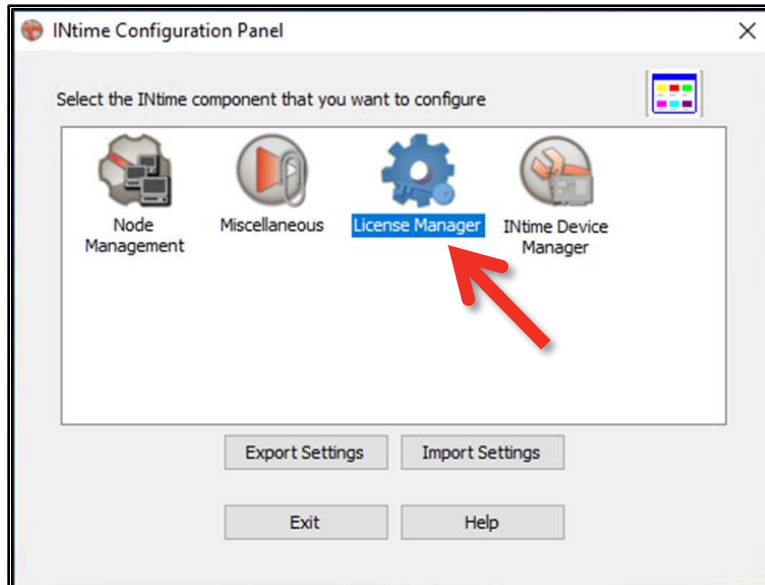 INtime Configuration Panel
Select the INtime component that you want to configure
Node
Management
Miscellaneous
License Manager
INtime Device
Manager
Export Settings
Import Settings
Exit
Help